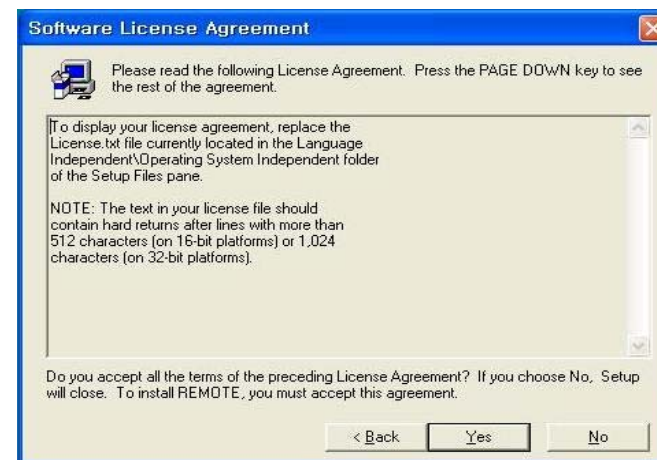 Software License Agreement
Please read the following License Agreement.  Press the PAGE DOWN key to see
the rest of the agreement.
To display your license agreement, replace the
License.txt file currently located in the Language
Independent\Operating System Independent folder
of the Setup Files pane.
NOTE: The text in your license file should
contain hard returns after lines with more than
512 characters (on 16-bit platforms) or 1,024
characters (on 32-bit platforms).
Do you accept all the terms of the preceding License Agreement?  If you choose No,  Setup
will close.  To install REMOTE, you must accept this agreement.
< Back
Yes
No